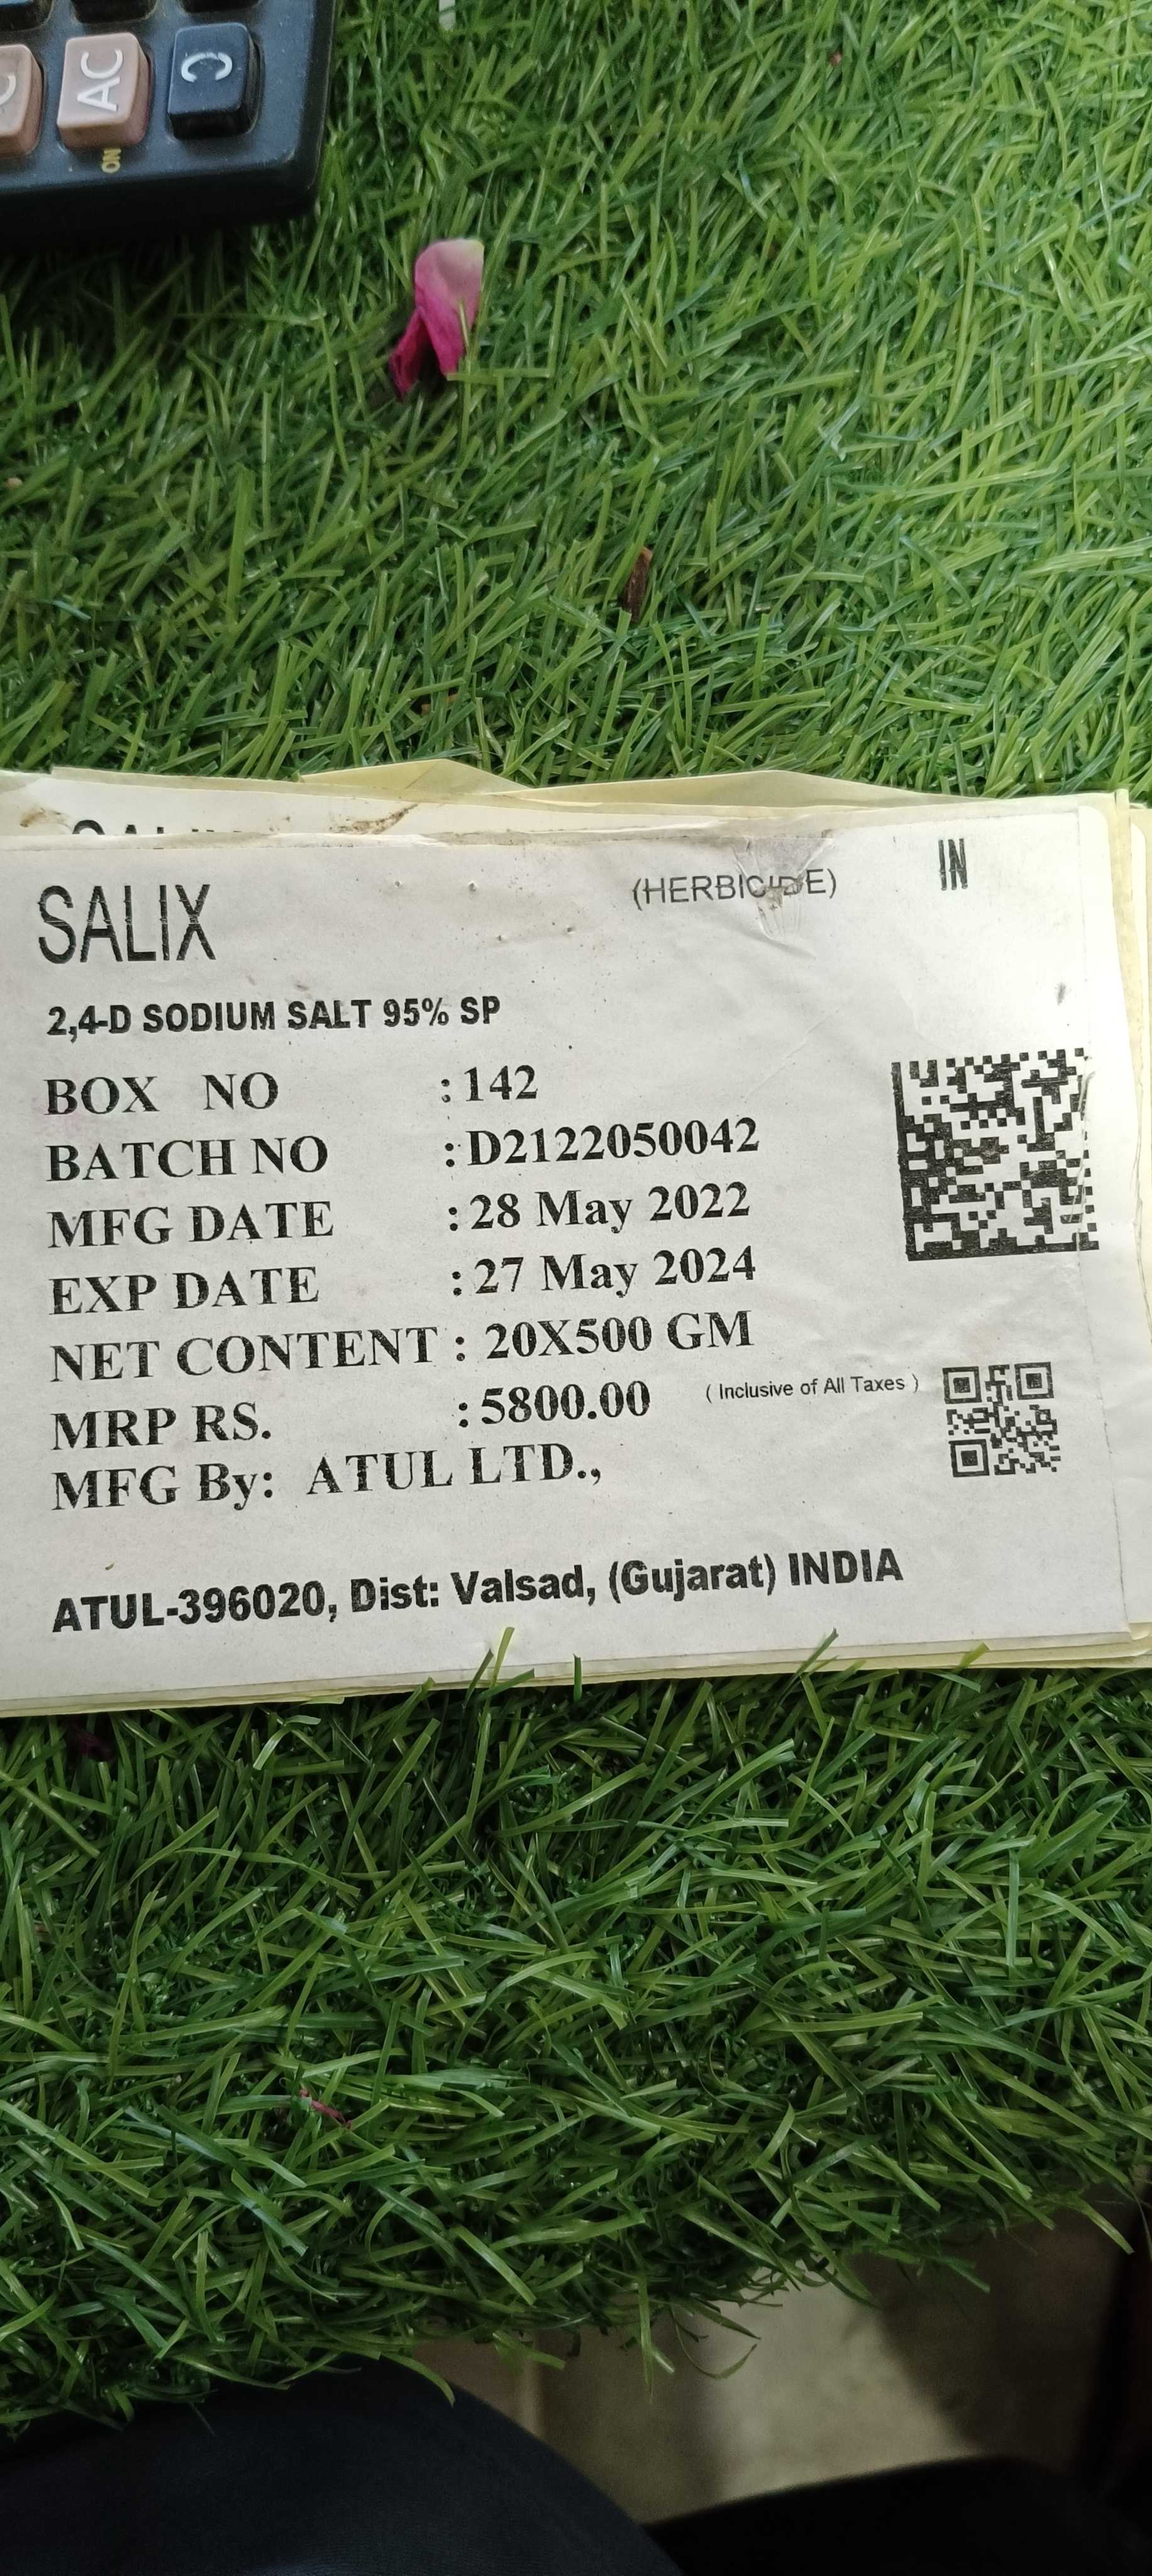 AC
C
ON
SALIX
(HERBICIDE)
IN
2,4-D SODIUM SALT 95% SP
BOX NO : 142
BATCH NO : D2122050042
MFG DATE : 28 May 2022
EXP DATE : 27 May 2024
NET CONTENT : 20X500 GM
MRP RS. : 5800.00 ( Inclusive of All Taxes )
MFG By: ATUL LTD.,
ATUL-396020, Dist: Valsad, (Gujarat) INDIA